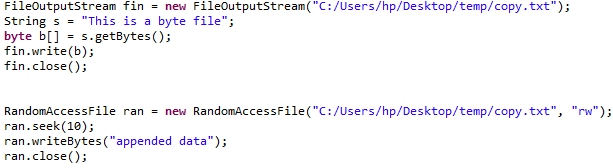 FileOutputStream fin = new FileOutputStream("C:/Users/hp/Desktop/temp/copy.txt");
String s = "This is a byte file";
byte b[] = s.getBytes();
fin.write(b);
fin.close();
RandomAccessFile ran = new RandomAccessFile("C:/Users/hp/Desktop/temp/copy.txt", "rw");
ran.seek(10);
ran.writeBytes("appended data");
ran.close();